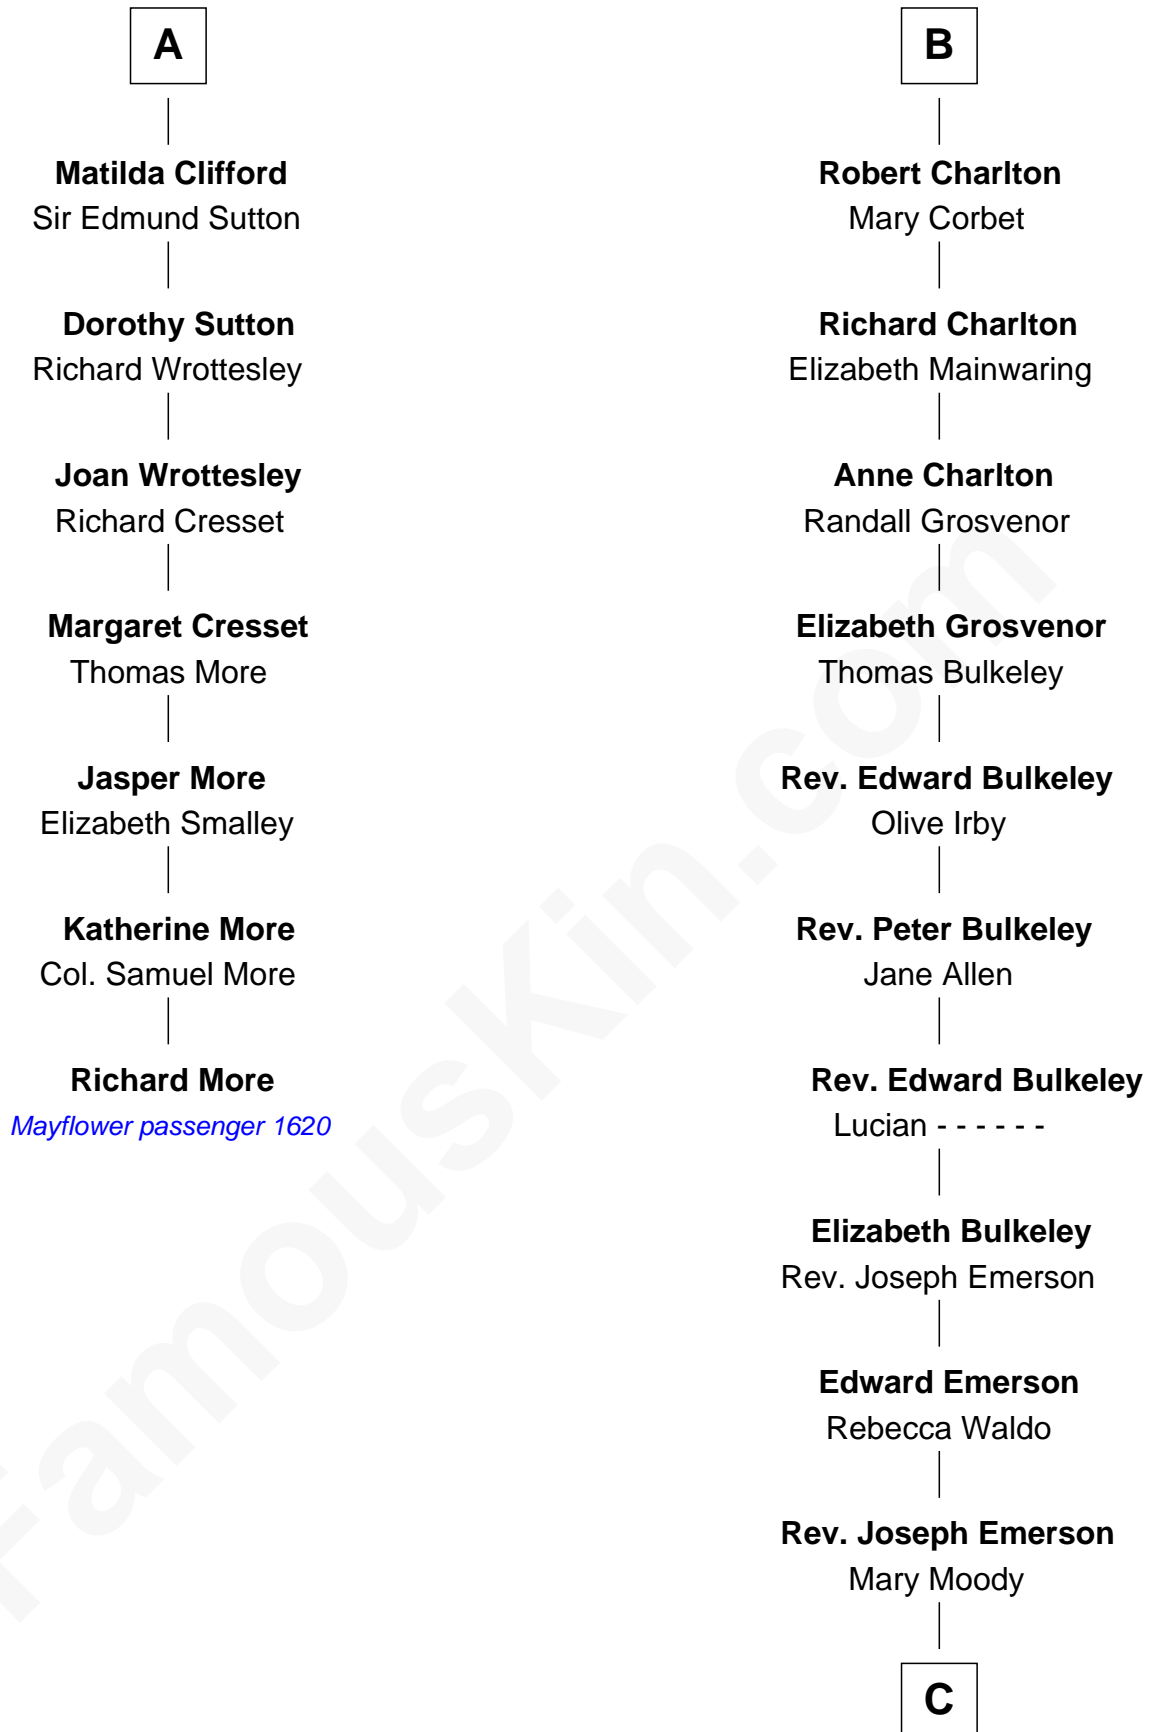 A
Matilda Clifford
Sir Edmund Sutton
Dorothy Sutton
Richard Wrottesley
Joan Wrottesley
Richard Cresset
Margaret Cresset
Thomas More
Jasper More
Elizabeth Smalley
Katherine More
Col. Samuel More
Richard More
Mayflower passenger 1620
B
Robert Charlton
Mary Corbet
Richard Charlton
Elizabeth Mainwaring
Anne Charlton
Randall Grosvenor
Elizabeth Grosvenor
Thomas Bulkeley
Rev. Edward Bulkeley
Olive Irby
Rev. Peter Bulkeley
Jane Allen
Rev. Edward Bulkeley
Lucian - - - - - -
Elizabeth Bulkeley
Rev. Joseph Emerson
Edward Emerson
Rebecca Waldo
Rev. Joseph Emerson
Mary Moody
C
FamousKin.com